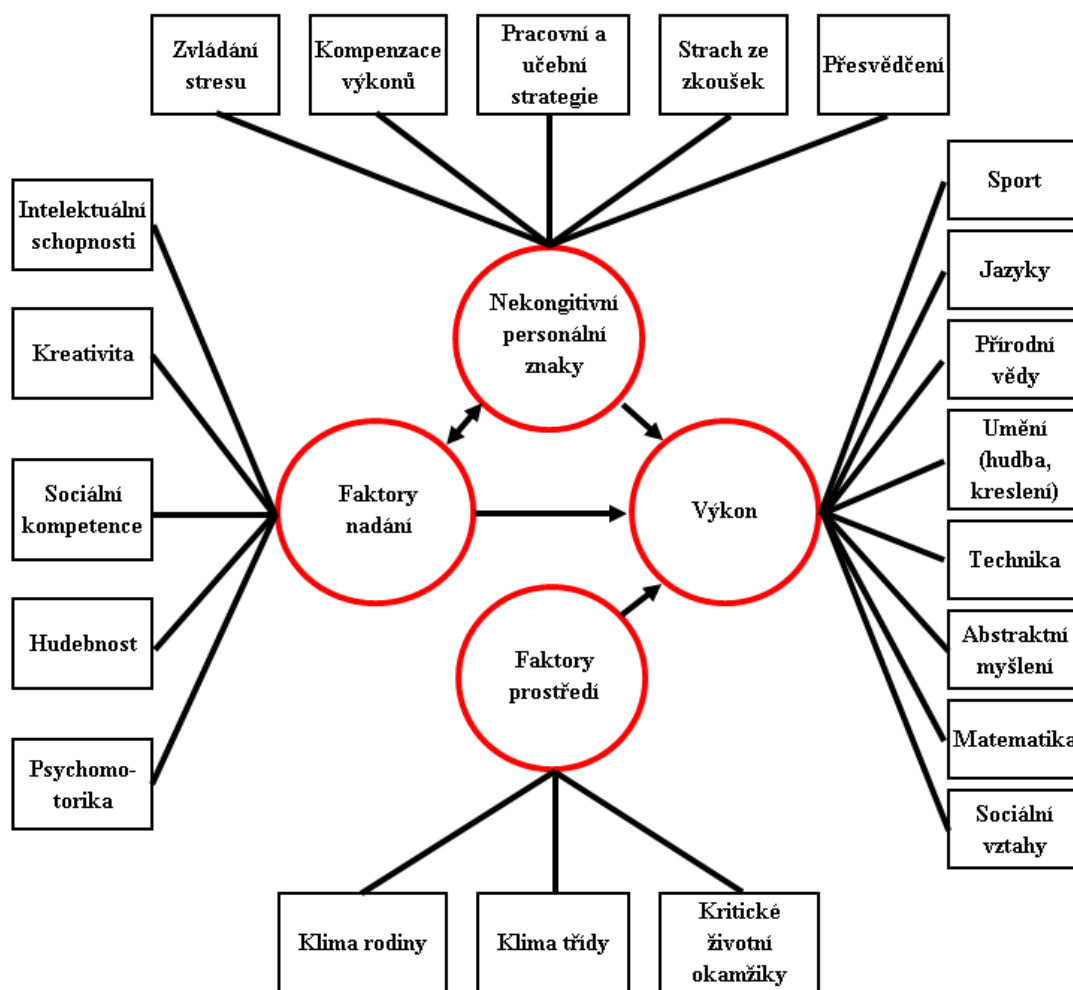 Zvládání
stresu
Kompenzace
výkonů
Pracovní a
učební
strategie
Strach ze
zkoušek
Přesvědčení
Intelektuální
schopnosti
Kreativita
Sociální
kompetence
Hudebnost
Psychomo-
torika
Nekongitivní
personální
znaky
Faktory
nadání
Výkon
Faktory
prostředí
Sport
Jazyky
Přírodní
vědy
Umění
(hudba,
kreslení)
Technika
Abstraktní
myšlení
Matematika
Sociální
vztahy
Klima rodiny
Klima třídy
Kritické
životní
okamžiky